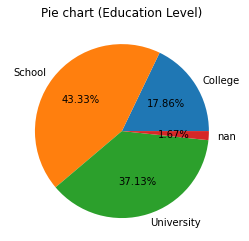 Pie chart (Education Level)
School
College
43.33%
17.86%
1.67%
nan
37.13%
University